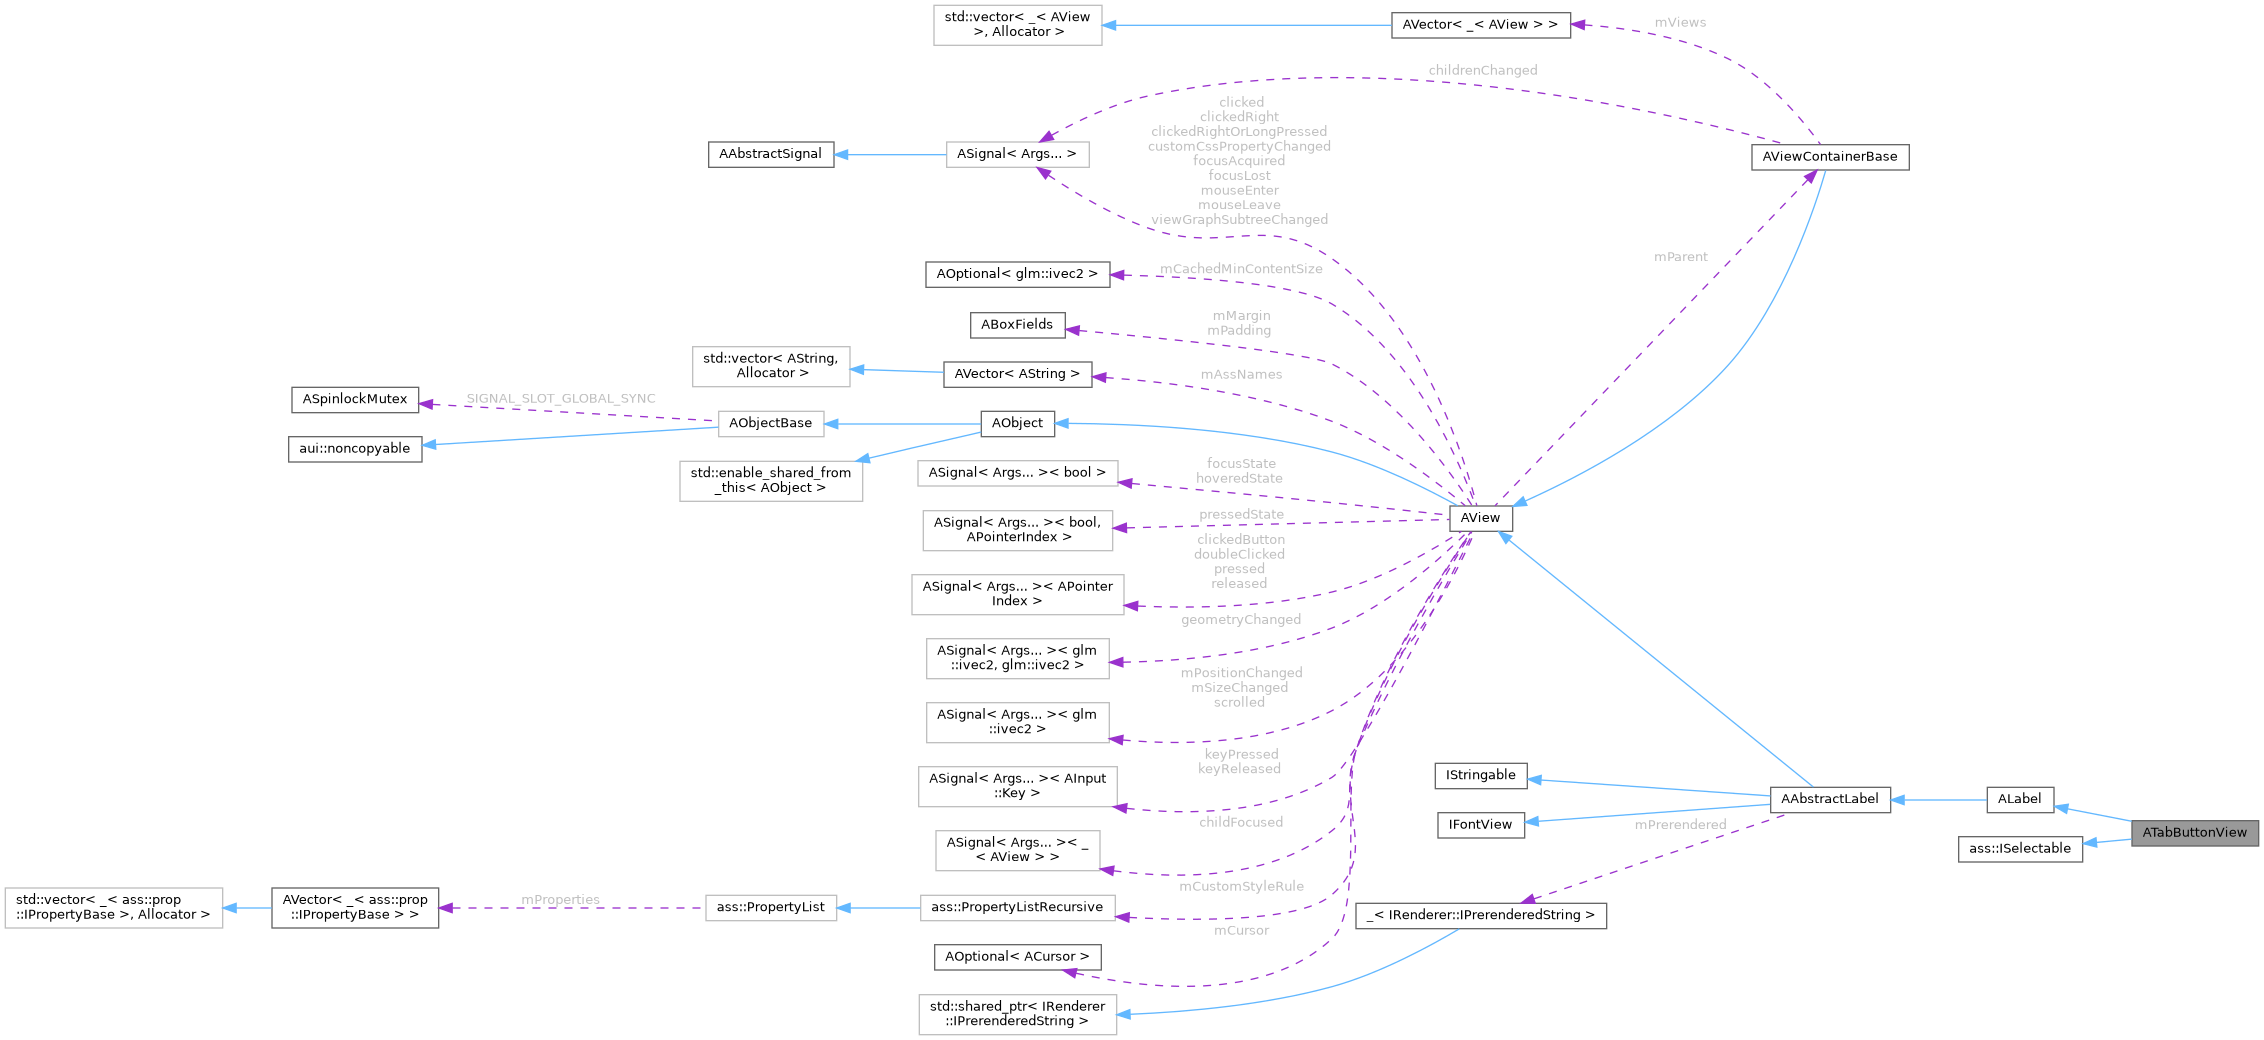 std::vector< _< AView
>, Allocator >
AVector< _< AView > >
mViews
childrenChanged
clicked
clickedRight
clickedRightOrLongPressed
customCssPropertyChanged
focusAcquired
focusLost
mouseEnter
mouseLeave
viewGraphSubtreeChanged
AAbstractSignal
ASignal< Args... >
AViewContainerBase
mParent
AOptional< glm::ivec2 >
mCachedMinContentSize
ABoxFields
mMargin
mPadding
std::vector< AString,
Allocator >
AVector< AString >
mAssNames
ASpinlockMutex
SIGNAL_SLOT_GLOBAL_SYNC
aui::noncopyable
AObjectBase
AObject
std::enable_shared_from
_this< AObject >
ASignal< Args... >< bool >
focusState
hoveredState
ASignal< Args... >< bool,
APointerIndex >
pressedState
AView
ASignal< Args... >< APointer
Index >
clickedButton
doubleClicked
pressed
released
ASignal< Args... >< glm
::ivec2, glm::ivec2 >
geometryChanged
ASignal< Args... >< glm
::ivec2 >
mPositionChanged
mSizeChanged
scrolled
ASignal< Args... >< AInput
::Key >
keyPressed
keyReleased
IStringable
IFontView
AAbstractLabel
ALabel
ATabButtonView
ass::ISelectable
mPrerendered
ASignal< Args... >< _
< AView > >
childFocused
std::vector< _< ass::prop
::IPropertyBase >, Allocator >
AVector< _< ass::prop
::IPropertyBase > >
mProperties
ass::PropertyList
ass::PropertyListRecursive
mCustomStyleRule
_< IRenderer::IPrerenderedString >
AOptional< ACursor >
mCursor
std::shared_ptr< IRenderer
::IPrerenderedString >